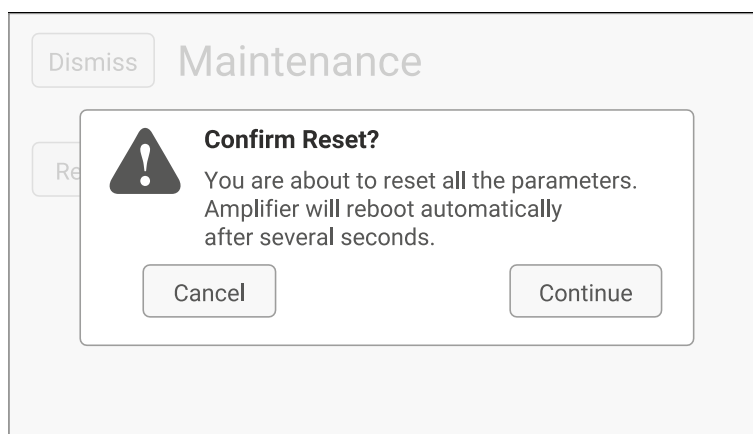 Dismiss Maintenance
Re
Confirm Reset?
You are about to reset all the parameters.
Amplifier will reboot automatically
after several seconds.
Cancel Continue